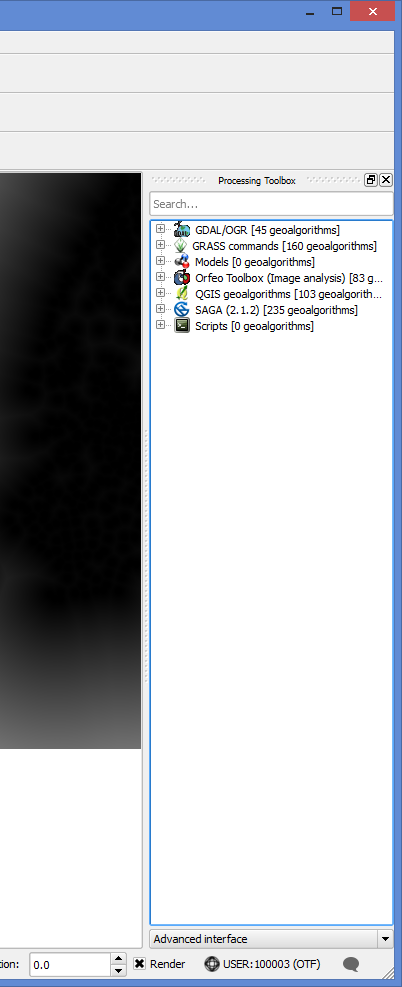 Processing Toolbox
Search...
GDAL/OGR [45 geoalgorithms]
GRASS commands [160 geoalgorithms]
Models [0 geoalgorithms]
Orfeo Toolbox (Image analysis) [83 g...
QGIS geoalgorithms [103 geoalgorith...
SAGA (2.1.2) [235 geoalgorithms]
Scripts [0 geoalgorithms]
Advanced interface
tion: 0.0 Render USER:100003 (OTF)